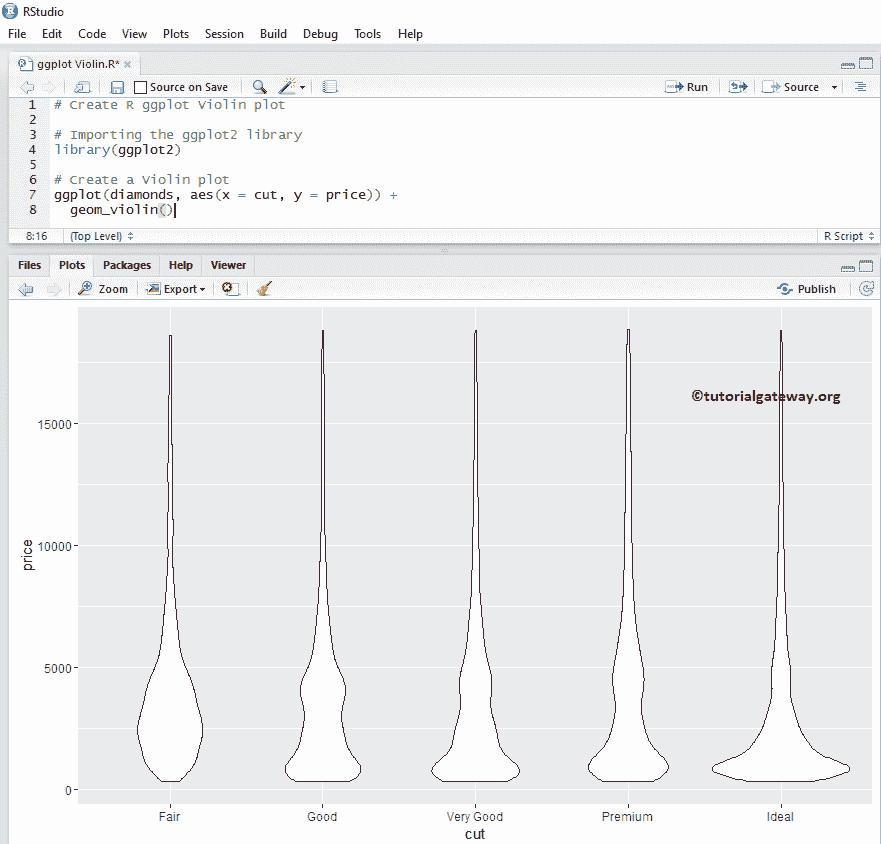 RStudio
File Edit Code View Plots Session Build Debug Tools Help
ggplot Violin.R*
Source on Save Run Source
1 # Create R ggplot Violin plot
2
3 # Importing the ggplot2 library
4 library(ggplot2)
5
6 # Create a Violin plot
7 ggplot(diamonds, aes(x = cut, y = price)) +
8 geom_violin()
8:16 (Top Level) R Script
Files Plots Packages Help Viewer
Zoom Export Publish
©tutorialgateway.org
15000
10000
price
5000
0
Fair Good Very Good Premium Ideal
cut